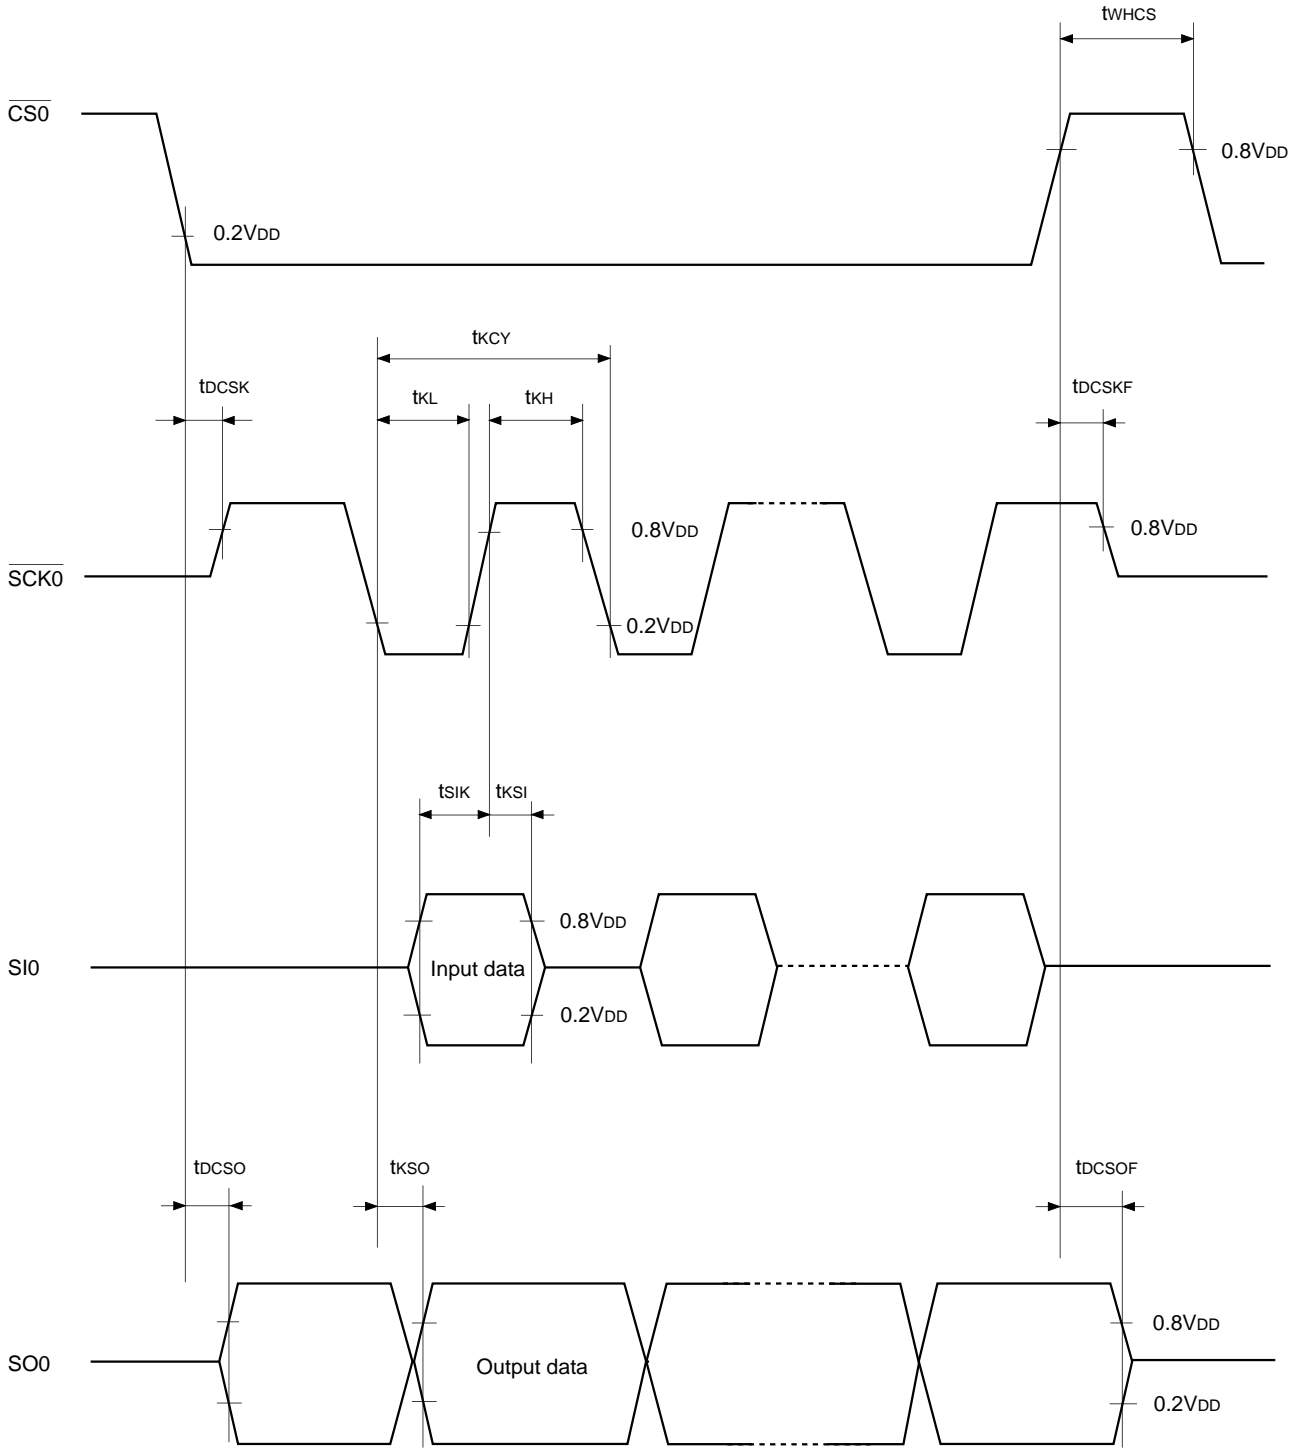 tWHCS
CS0
0.8VDD
0.2VDD
tKCY
tDCSK
tKL
tKH
tDCSKF
0.8VDD
0.8VDD
SCK0
0.2VDD
tSIK
tKSI
0.8VDD
SI0
Input data
0.2VDD
tDCSO
tKSO
tDCSOF
0.8VDD
SO0
Output data
0.2VDD